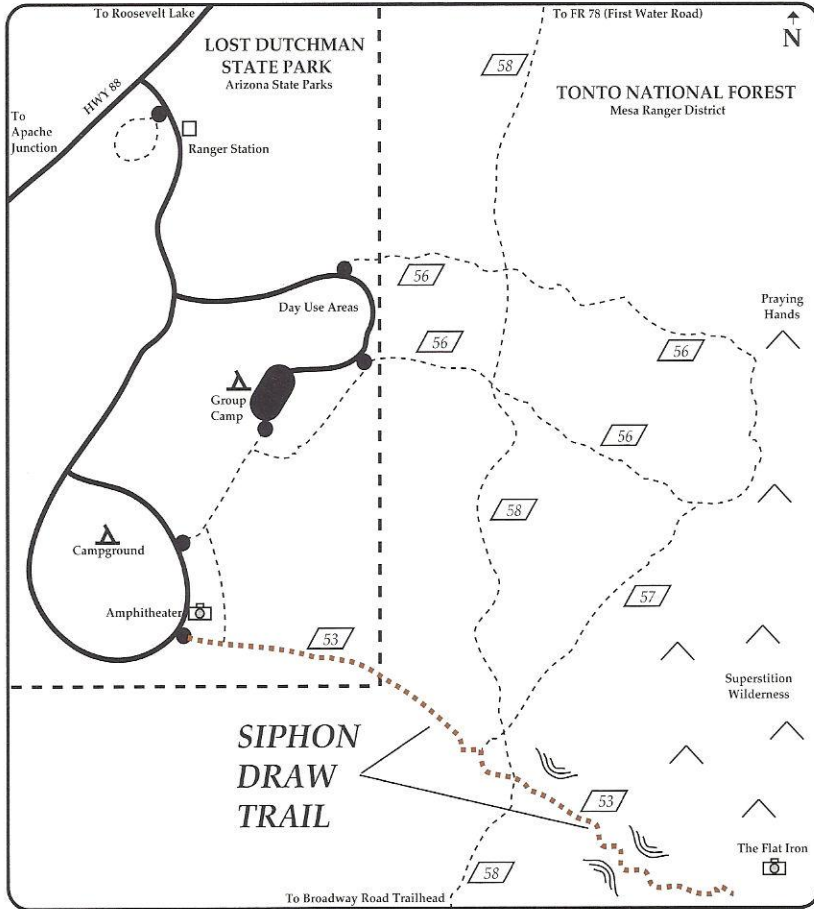 To Roosevelt Lake
To FR 78 (First Water Road)
N
LOST DUTCHMAN
STATE PARK
Arizona State Parks
58
TONTO NATIONAL FOREST
Mesa Ranger District
HWY 88
To
Apache
Junction
Ranger Station
56
Day Use Areas
Praying
Hands
56
56
Group
Camp
56
58
Campground
57
Amphitheater
53
Superstition
Wilderness
SIPHON
DRAW
TRAIL
53
The Flat Iron
58
To Broadway Road Trailhead